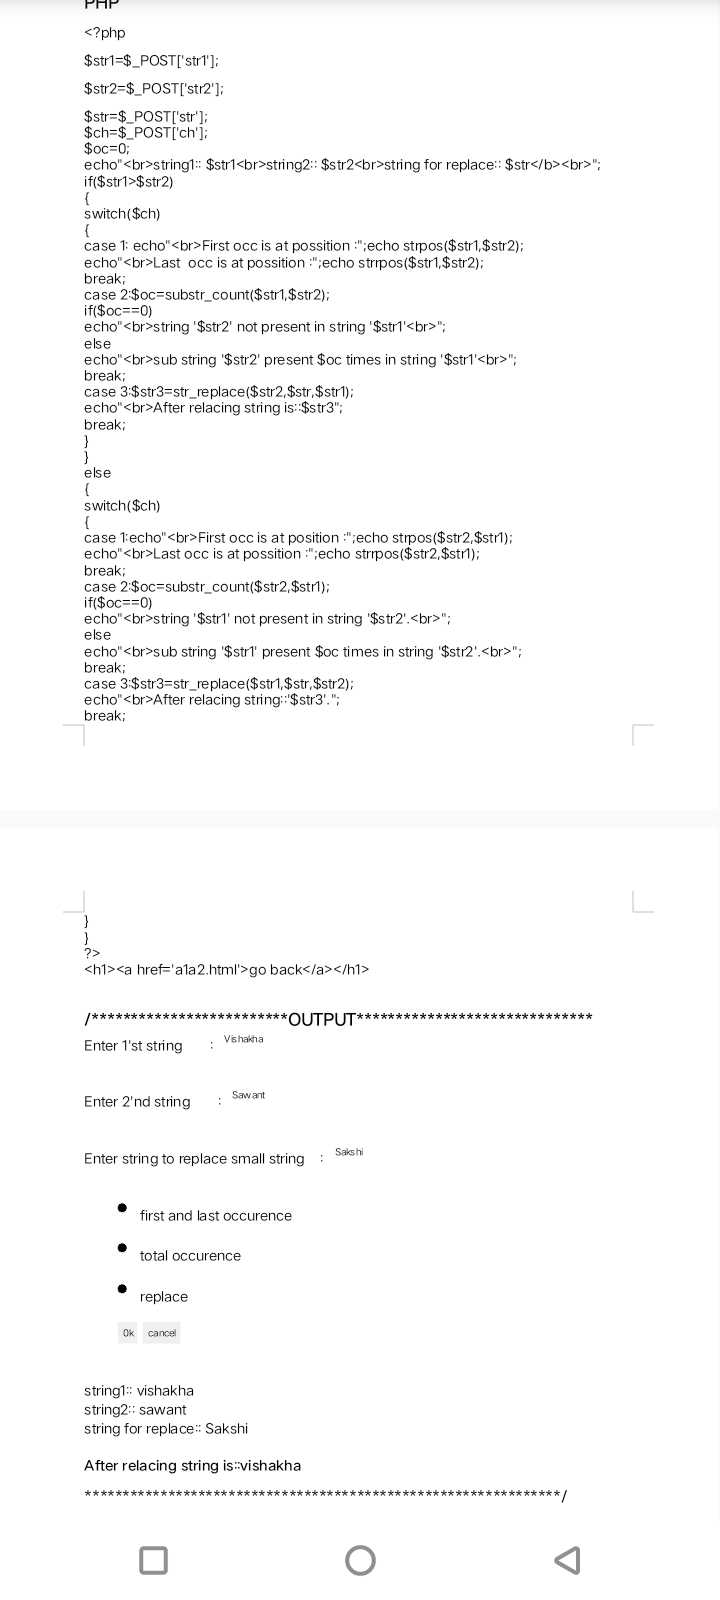 PHP
<?php
$str1=$_POST['str1'];
$str2=$_POST['str2'];
$str=$_POST['str'];
$ch=$_POST['ch'];
$oc=0;
echo"<br>string1:: $str1<br>string2:: $str2<br>string for replace:: $str</b><br>";
if($str1>$str2)
{
switch($ch)
{
case 1: echo"<br>First occ is at possition :";echo strpos($str1,$str2);
echo"<br>Last  occ is at possition :";echo strrpos($str1,$str2);
break;
case 2:$oc=substr_count($str1,$str2);
if($oc==0)
echo"<br>string '$str2' not present in string '$str1'<br>";
else
echo"<br>sub string '$str2' present $oc times in string '$str1'<br>";
break;
case 3:$str3=str_replace($str2,$str,$str1);
echo"<br>After relacing string is::$str3";
break;
}
}
else
{
switch($ch)
{
case 1:echo"<br>First occ is at position :";echo strpos($str2,$str1);
echo"<br>Last occ is at possition :";echo strrpos($str2,$str1);
break;
case 2:$oc=substr_count($str2,$str1);
if($oc==0)
echo"<br>string '$str1' not present in string '$str2'.<br>";
else
echo"<br>sub string '$str1' present $oc times in string '$str2'.<br>";
break;
case 3:$str3=str_replace($str1,$str,$str2);
echo"<br>After relacing string::'$str3'.";
break;
}
}
?>
<h1><a href='a1a2.html'>go back</a></h1>
/*************************OUTPUT******************************
Enter 1'st string : Vishakha
Enter 2'nd string : Sawant
Enter string to replace small string : Sakshi
first and last occurence
total occurence
replace
Ok cancel
string1:: vishakha
string2:: sawant
string for replace:: Sakshi
After relacing string is::vishakha
**************************************************************/